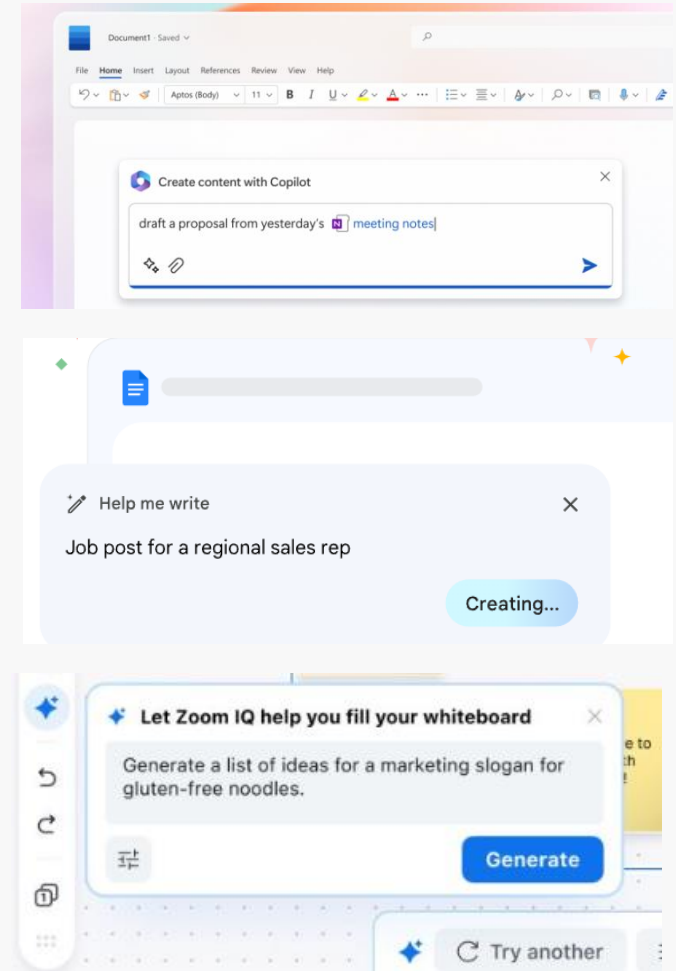 Document1 · Saved
File Home Insert Layout References Review View Help
Aptos (Body) 11 B I U A
Create content with Copilot
draft a proposal from yesterday's N meeting notes
Help me write
Job post for a regional sales rep
Creating...
Let Zoom IQ help you fill your whiteboard
Generate a list of ideas for a marketing slogan for
gluten-free noodles.
e to
!
Generate
1
Try another